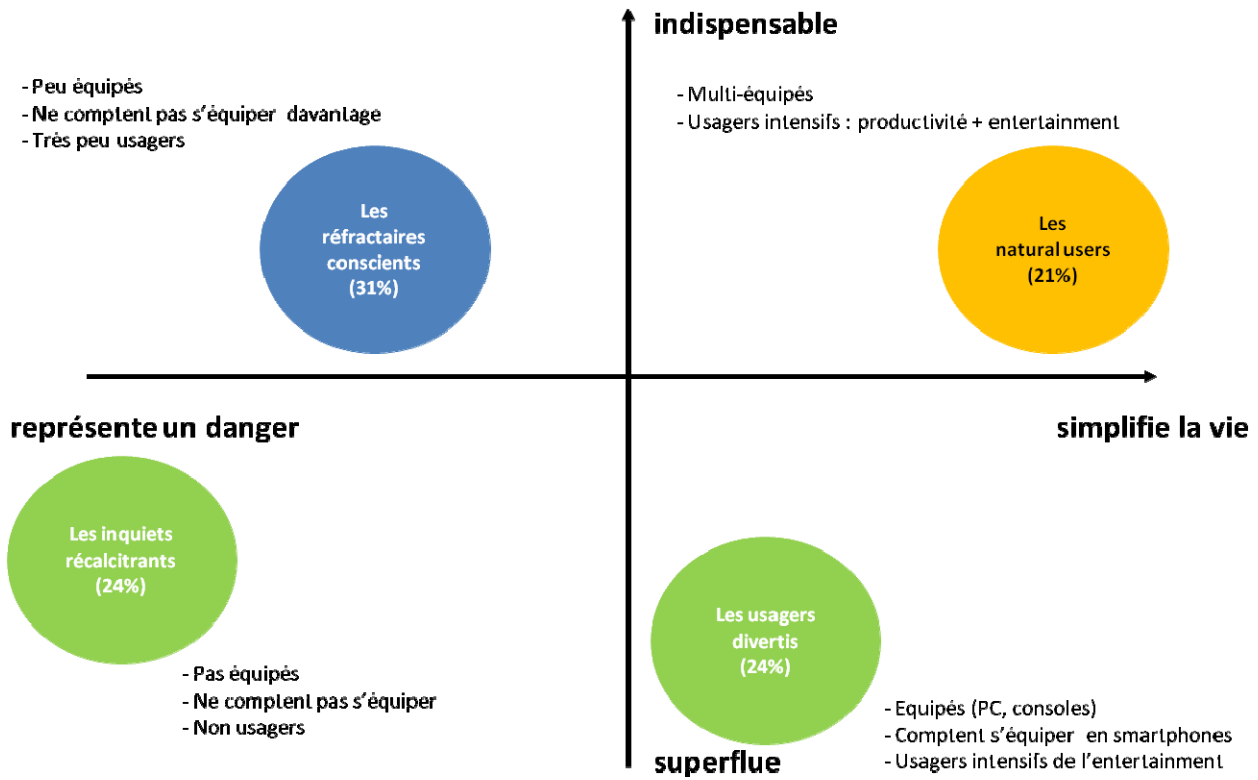 indispensable
- Peu équipés
- Ne comptent pas s'équiper davantage
- Très peu usagers
- Multi-équipés
- Usagers intensifs : productivité + entertainment
Les
réfractaires
conscients
(31%)
Les
natural users
(21%)
représente un danger
simplifie la vie
Les inquiets
récalcitrants
(24%)
Les usagers
divertis
(24%)
- Pas équipés
- Ne comptent pas s'équiper
- Non usagers
- Equipés (PC, consoles)
- Comptent s'équiper en smartphones
- Usagers intensifs de l'entertainment
superflue